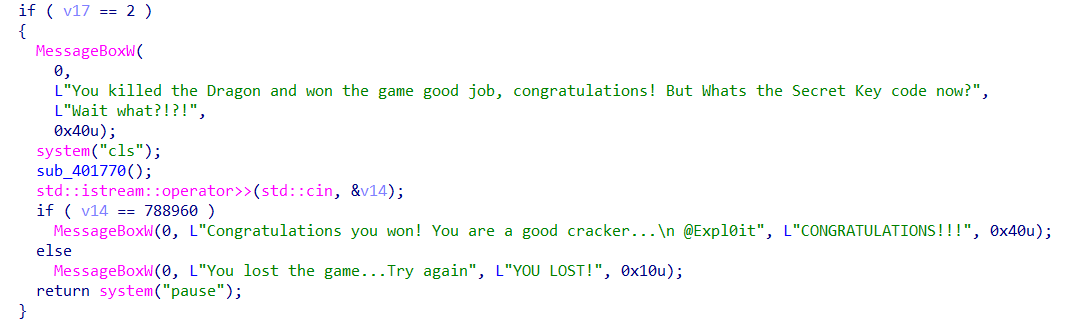 if ( v17 == 2 )
{
MessageBoxW(
0,
L"You killed the Dragon and won the game good job, congratulations! But Whats the Secret Key code now?",
L"Wait what?!?!",
0x40u);
system("cls");
sub_401770();
std::istream::operator>>(std::cin, &v14);
if ( v14 == 788960 )
MessageBoxW(0, L"Congratulations you won! You are a good cracker...\n @Expl0it", L"CONGRATULATIONS!!!", 0x40u);
else
MessageBoxW(0, L"You lost the game...Try again", L"YOU LOST!", 0x10u);
return system("pause");
}